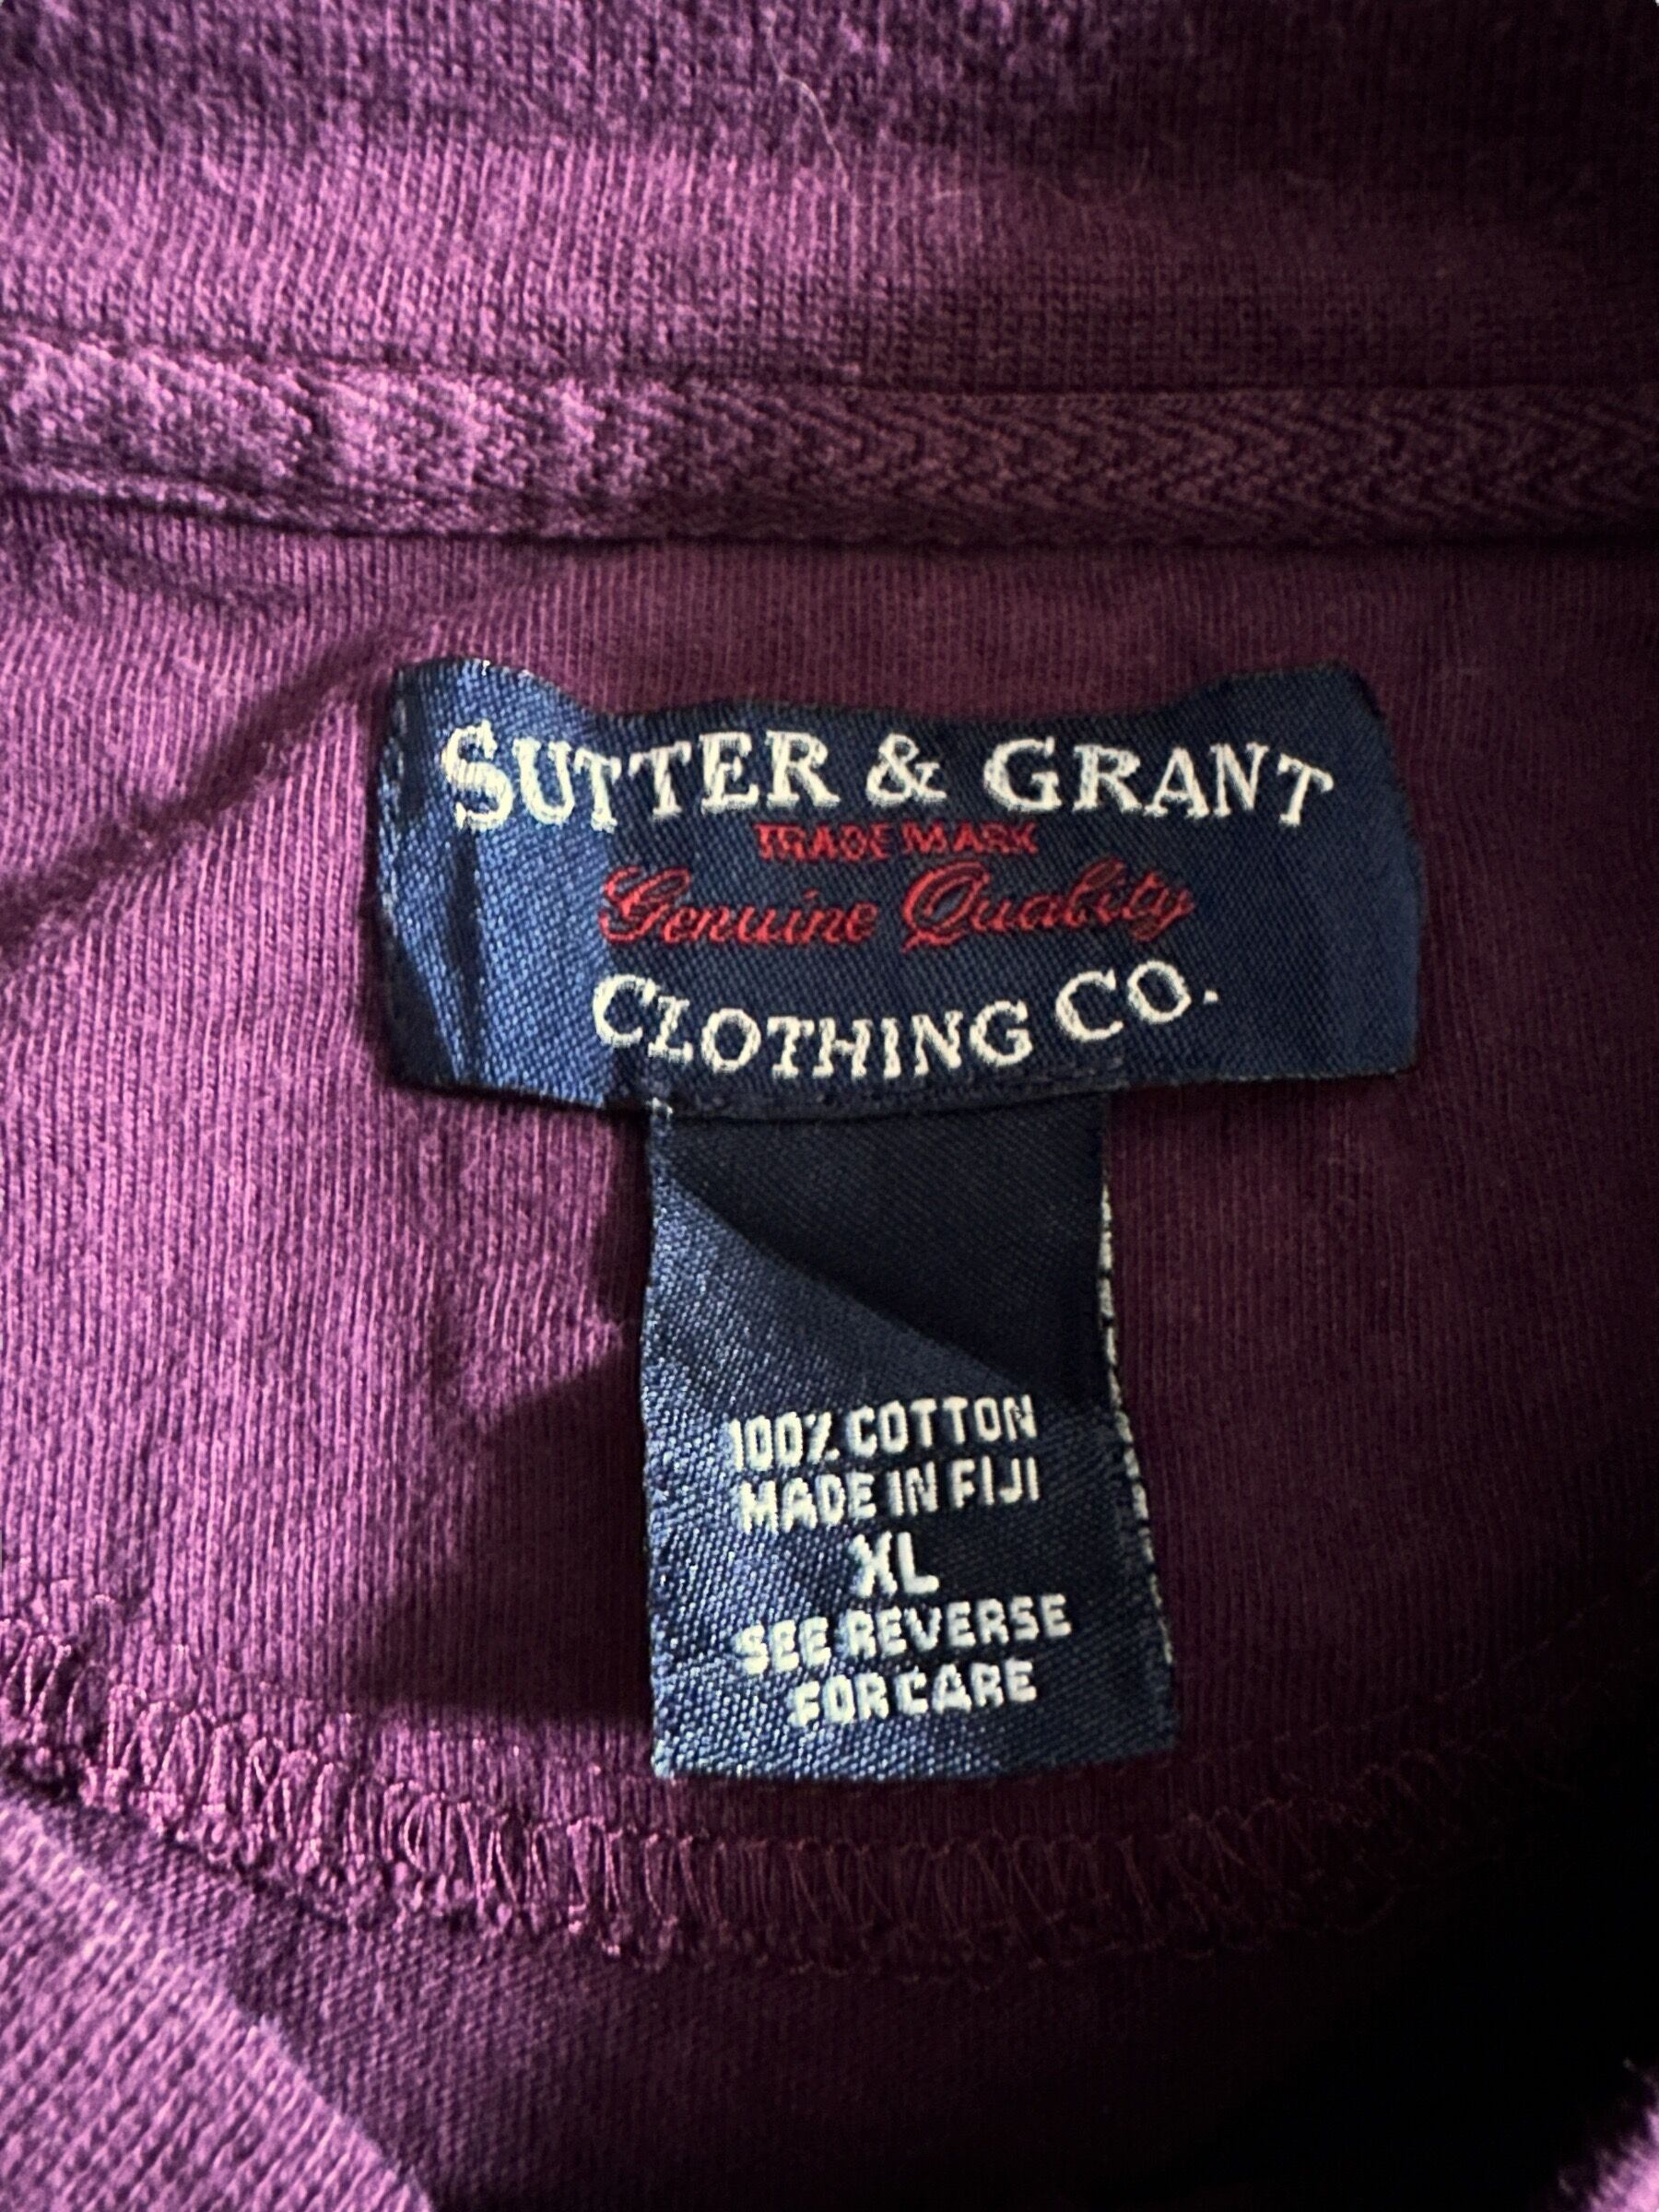 SUTTER & GRANT
TRADE MARK
Genuine Quality
CLOTHING CO.
100% COTTON
MADE IN FIJI
XL
SEE REVERSE
FOR CARE